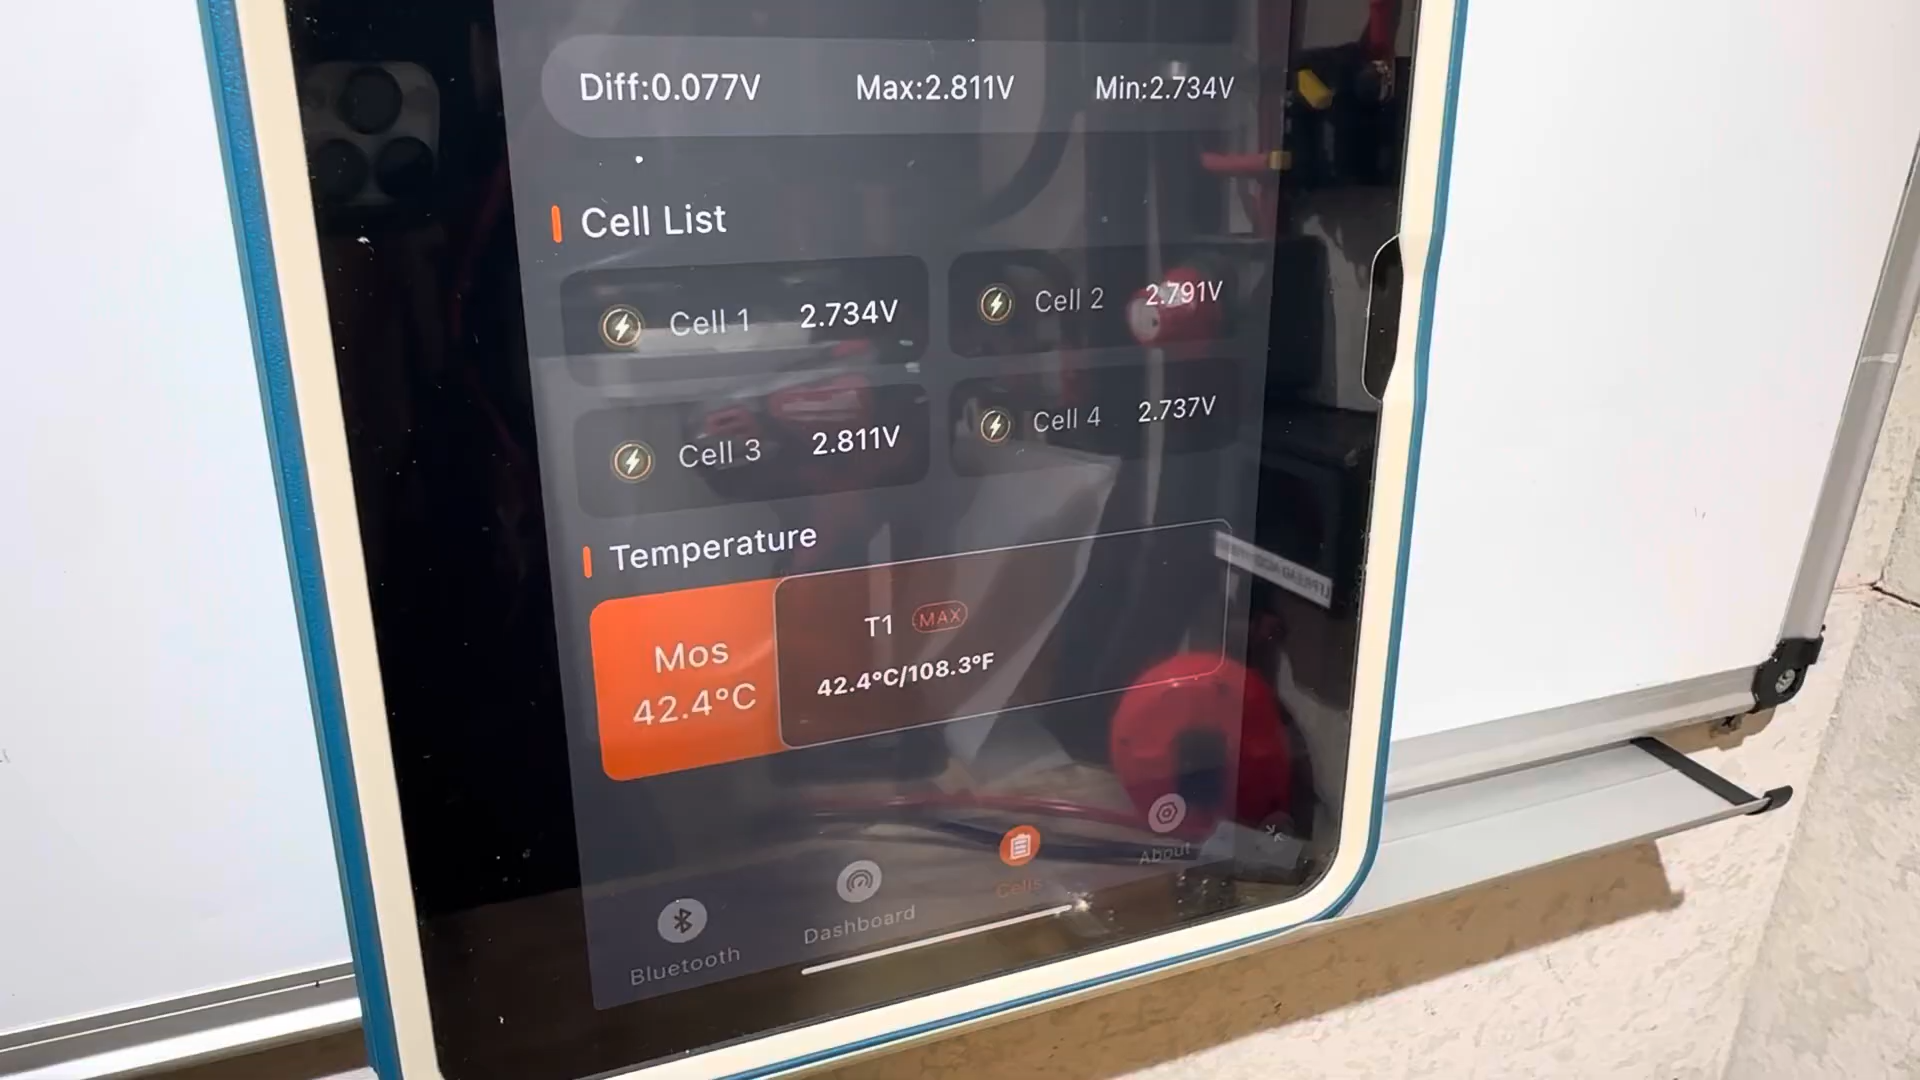 Diff:0.077V Max:2.811V Min:2.734V
Cell List
Cell 1 2.734V
Cell 2 2.791V
Cell 3 2.811V
Cell 4 2.737V
Temperature
Mos
42.4°C
T1 MAX
42.4°C/108.3°F
Bluetooth
Dashboard
Cells
About